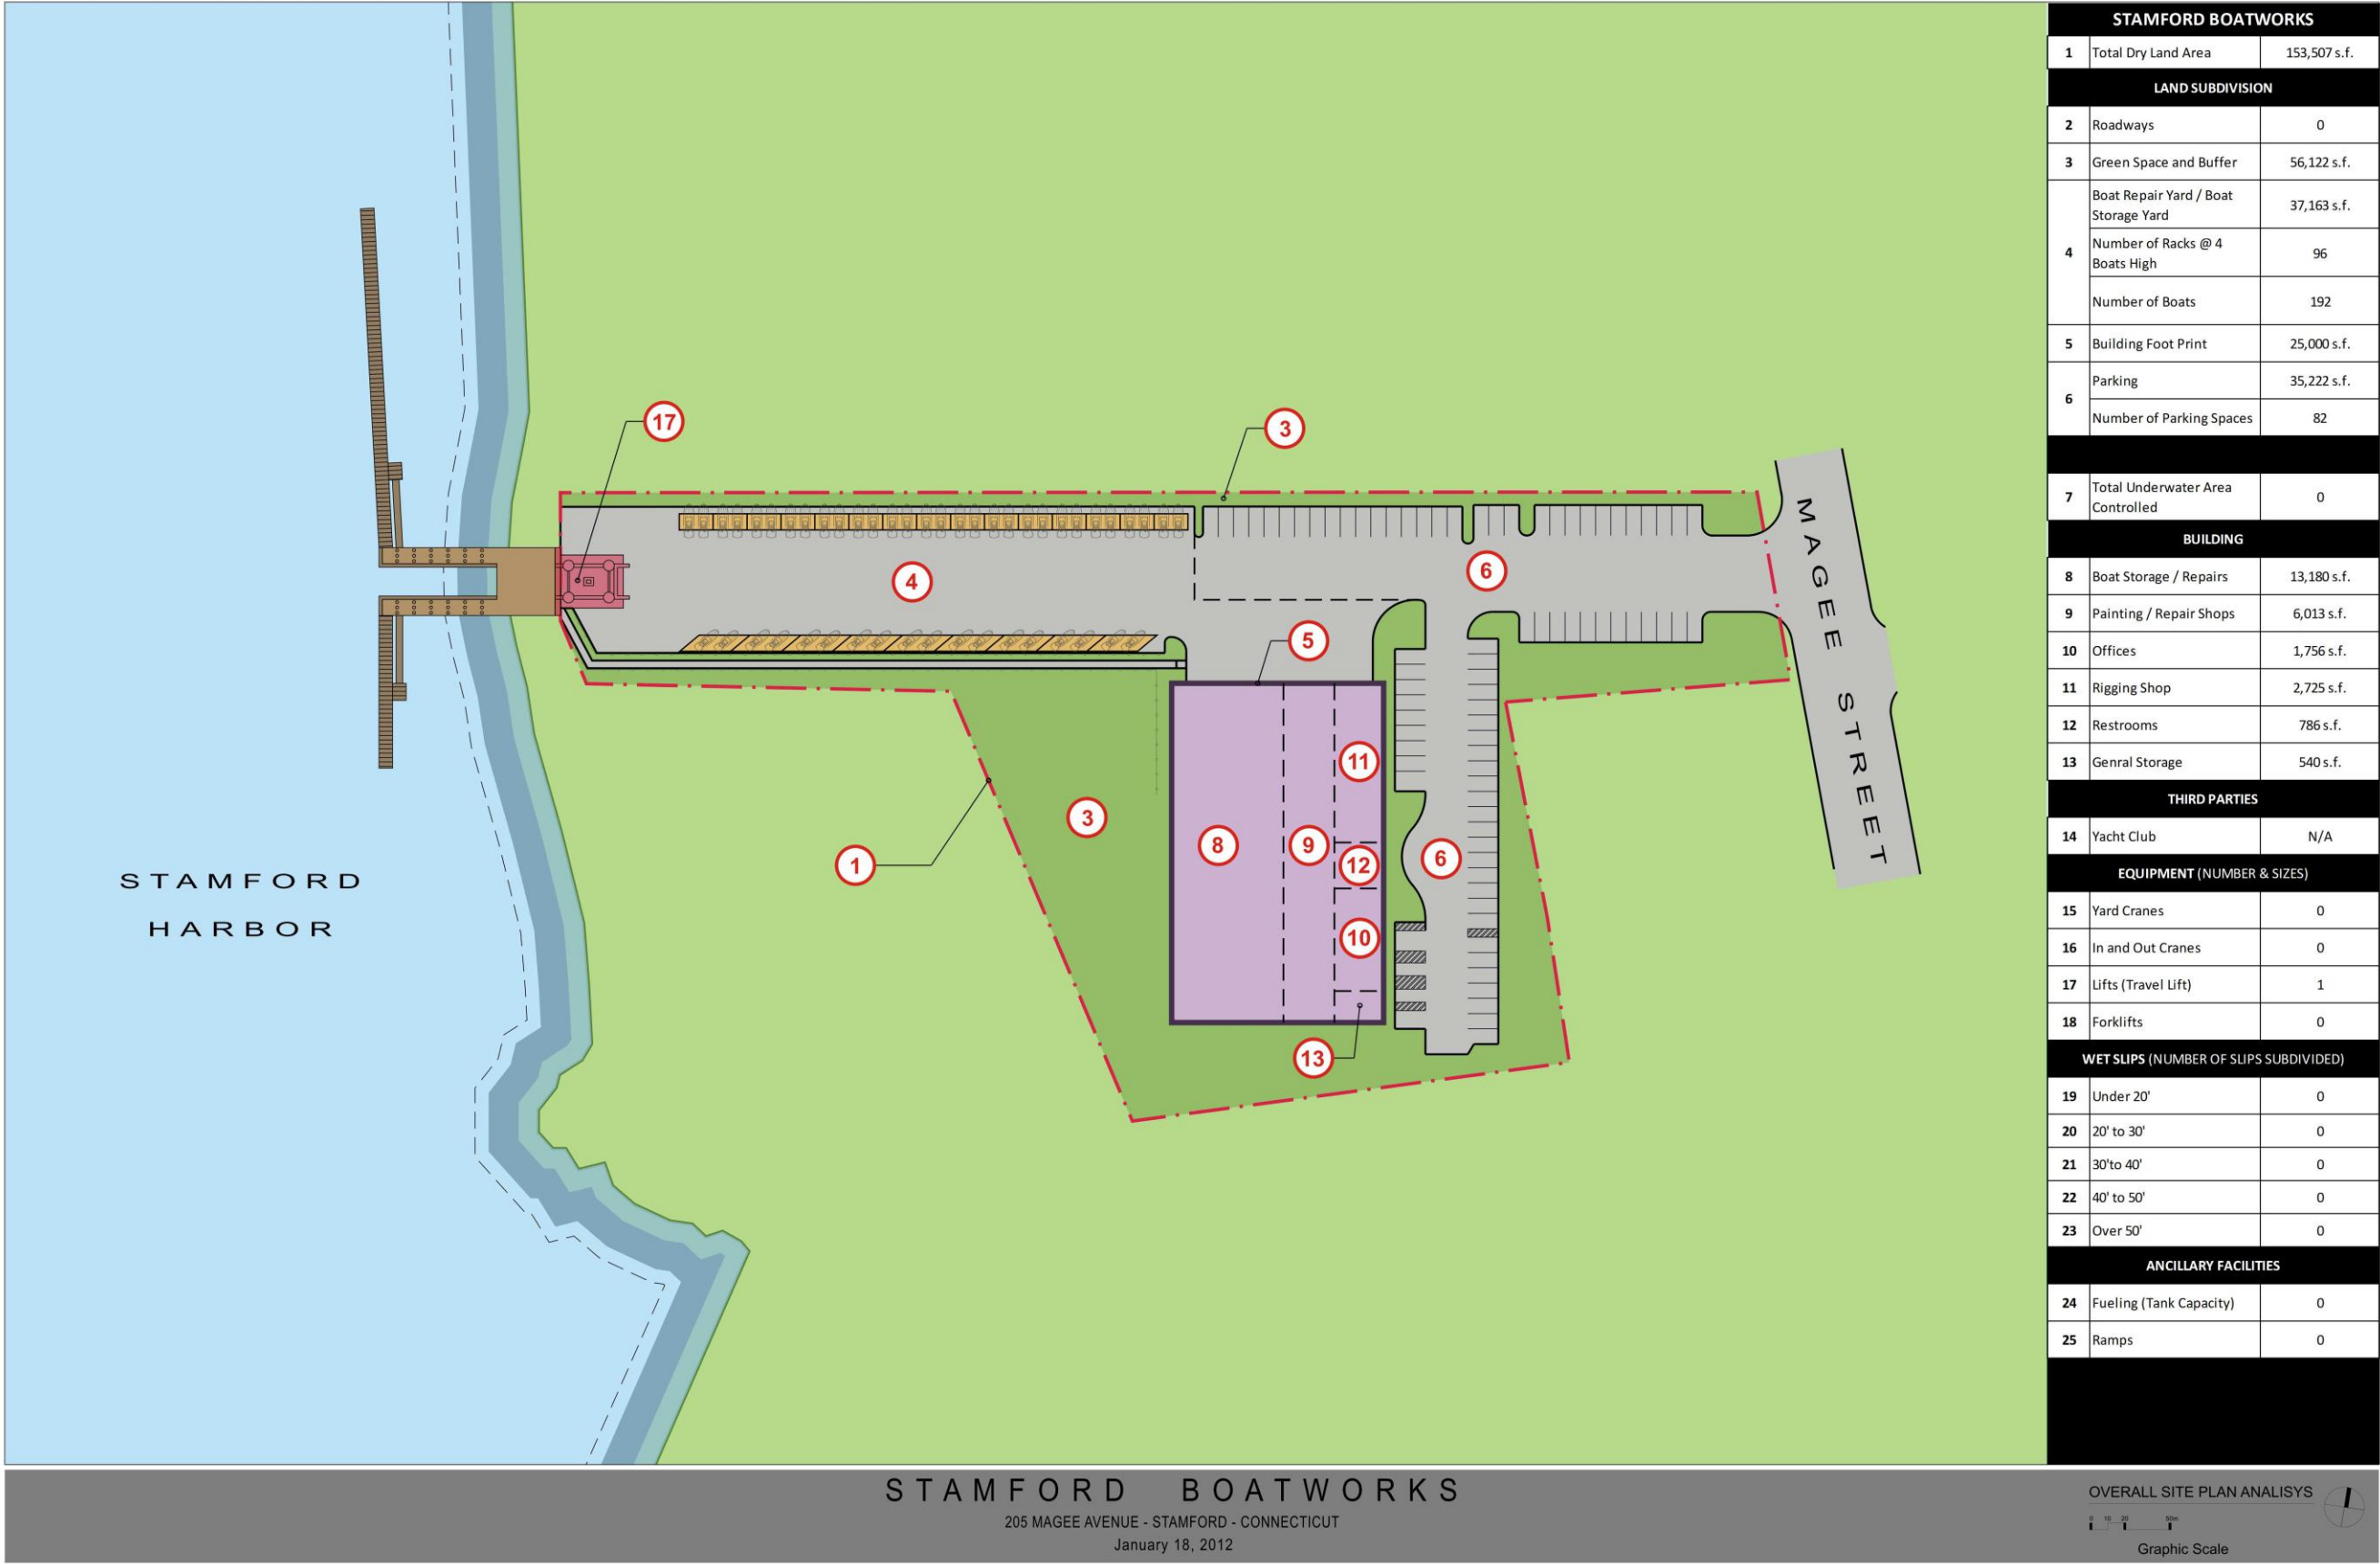 STAMFORD BOATWORKS
1 Total Dry Land Area 153,507 s.f.
LAND SUBDIVISION
2 Roadways 0
3 Green Space and Buffer 56,122 s.f.
4
Boat Repair Yard / Boat
Storage Yard 37,163 s.f.
Number of Racks @ 4
Boats High 96
Number of Boats 192
5 Building Foot Print 25,000 s.f.
6
Parking 35,222 s.f.
Number of Parking Spaces 82
7
Total Underwater Area
Controlled 0
BUILDING
8 Boat Storage / Repairs 13,180 s.f.
9 Painting / Repair Shops 6,013 s.f.
10 Offices 1,756 s.f.
11 Rigging Shop 2,725 s.f.
12 Restrooms 786 s.f.
13 Genral Storage 540 s.f.
THIRD PARTIES
14 Yacht Club N/A
EQUIPMENT (NUMBER & SIZES)
15 Yard Cranes 0
16 In and Out Cranes 0
17 Lifts (Travel Lift) 1
18 Forklifts 0
WET SLIPS (NUMBER OF SLIPS SUBDIVIDED)
19 Under 20' 0
20 20' to 30' 0
21 30'to 40' 0
22 40' to 50' 0
23 Over 50' 0
ANCILLARY FACILITIES
24 Fueling (Tank Capacity) 0
25 Ramps 0
17
3
4
6
5
11
3
8
9
12
6
1
10
13
MAGEE STREET
STAMFORD
HARBOR
STAMFORD BOATWORKS
205 MAGEE AVENUE - STAMFORD - CONNECTICUT
January 18, 2012
OVERALL SITE PLAN ANALISYS
0 10 20 50m
Graphic Scale